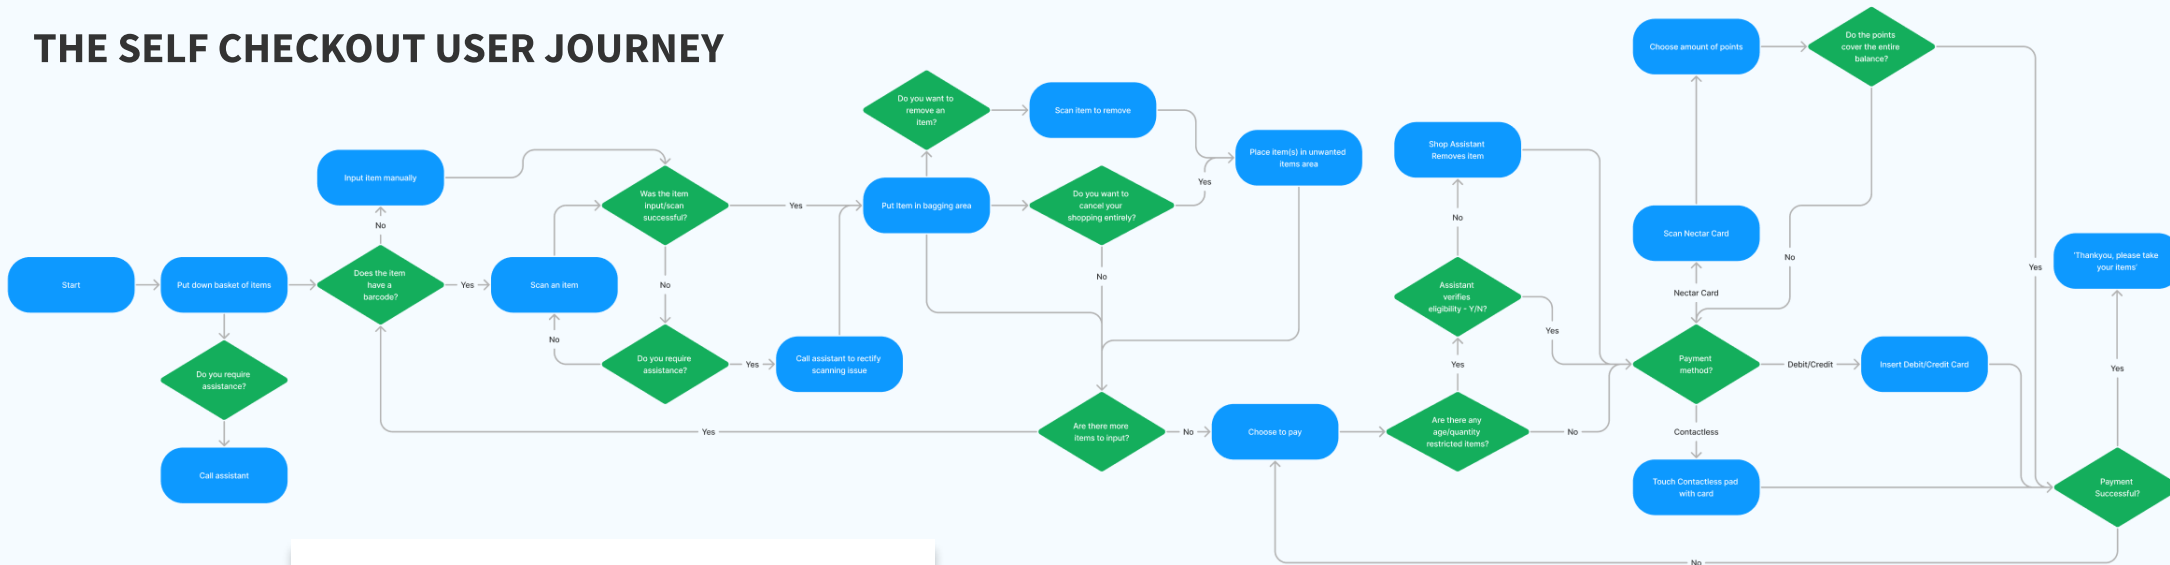 THE SELF CHECKOUT USER JOURNEY
Start
Put down basket of items
Do you require
assistance?
Call assistant
Does the item
have a
barcode?
No
Input item manually
Yes
Scan an item
Was the item
input/scan
successful?
No
Do you require
assistance?
No
Yes
Call assistant to rectify
scanning issue
Yes
Put item in bagging area
Do you want to
remove an
item?
Scan item to remove
Do you want to
cancel your
shopping entirely?
Yes
Place item(s) in unwanted
items area
No
Are there more
items to input?
Yes
No
Choose to pay
Are there any
age/quantity
restricted items?
Yes
Assistant
verifies
eligibility - Y/N?
No
Shop Assistant
Removes item
Yes
No
Payment
method?
Nectar Card
Scan Nectar Card
Choose amount of points
Do the points
cover the entire
balance?
No
Yes
Debit/Credit
Insert Debit/Credit Card
Contactless
Touch Contactless pad
with card
Payment
Successful?
Yes
'Thankyou, please take
your items'
No